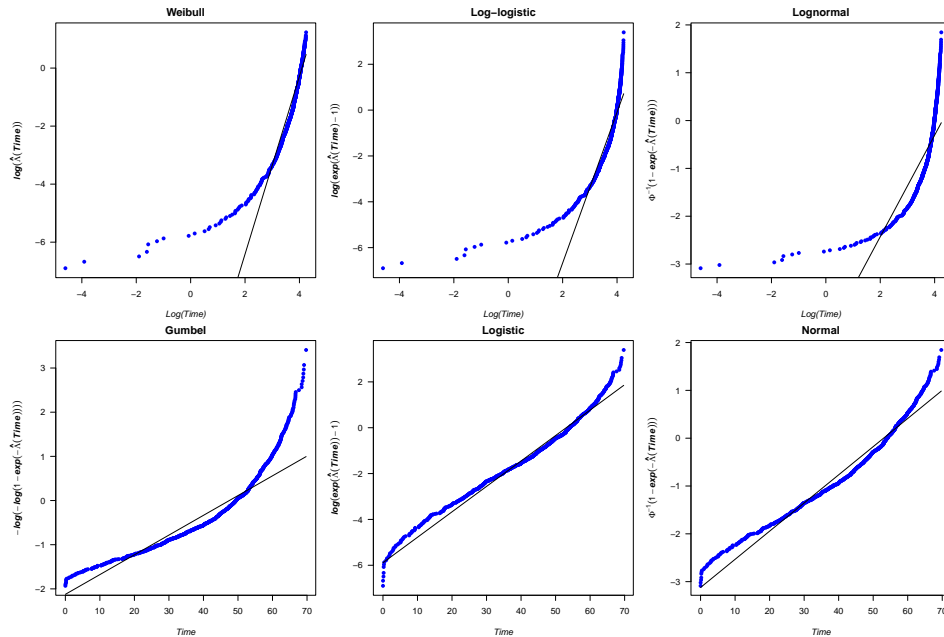 Weibull
log(Λ̂(Time))
0
−2
−4
−6
−4 −2 0 2 4
Log(Time)
Log−logistic
log(exp(Λ̂(Time)−1))
2
0
−2
−4
−6
−4 −2 0 2 4
Log(Time)
Lognormal
Φ⁻¹(1−exp(−Λ̂(Time)))
2
1
0
−1
−2
−3
−4 −2 0 2 4
Log(Time)
Gumbel
−log(−log(1−exp(−Λ̂(Time))))
3
2
1
0
−1
−2
0 10 20 30 40 50 60 70
Time
Logistic
log(exp(Λ̂(Time))−1)
2
0
−2
−4
−6
0 10 20 30 40 50 60 70
Time
Normal
Φ⁻¹(1−exp(−Λ̂(Time)))
2
1
0
−1
−2
−3
0 10 20 30 40 50 60 70
Time